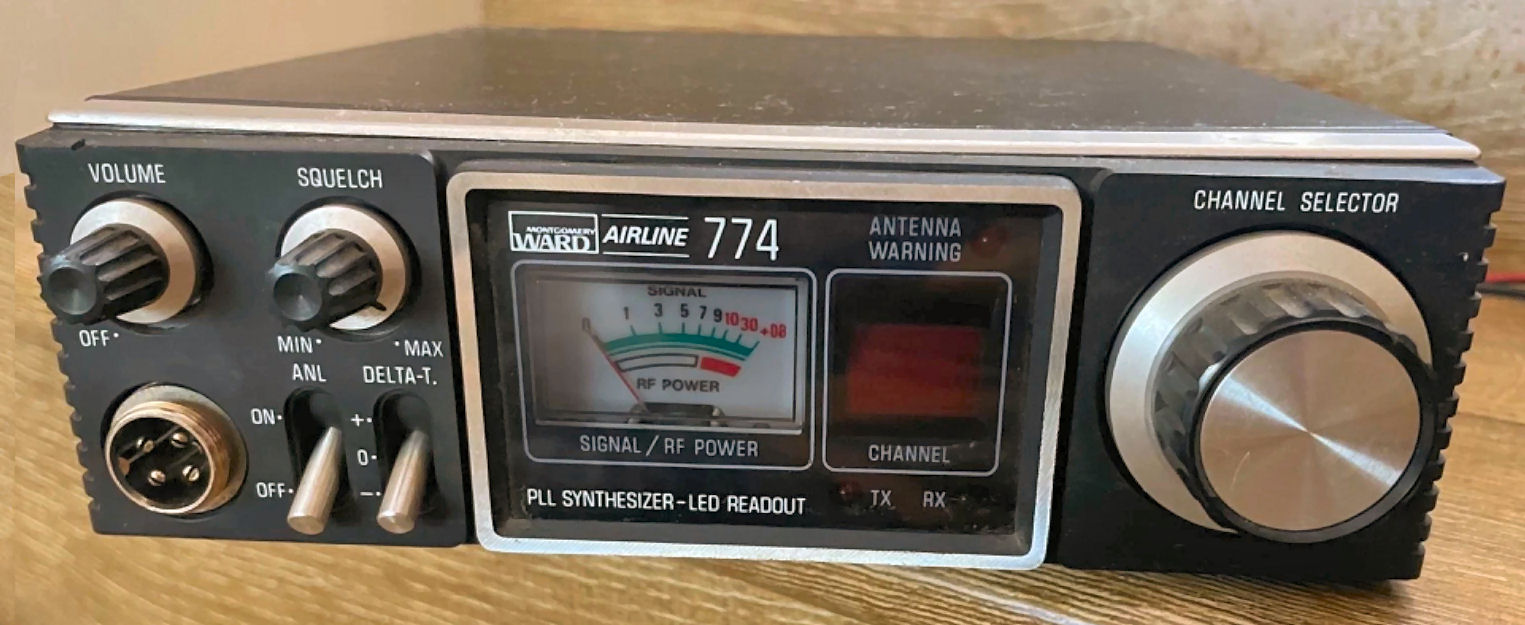 VOLUME
SQUELCH
OFF
MIN
MAX
ANL
DELTA-T.
ON
OFF
+
0
-
MONTGOMERY
WARD
AIRLINE 774
ANTENNA
WARNING
SIGNAL
0 1 3 5 7 9 10 30 +DB
RF POWER
SIGNAL / RF POWER
CHANNEL
PLL SYNTHESIZER-LED READOUT
TX RX
CHANNEL SELECTOR